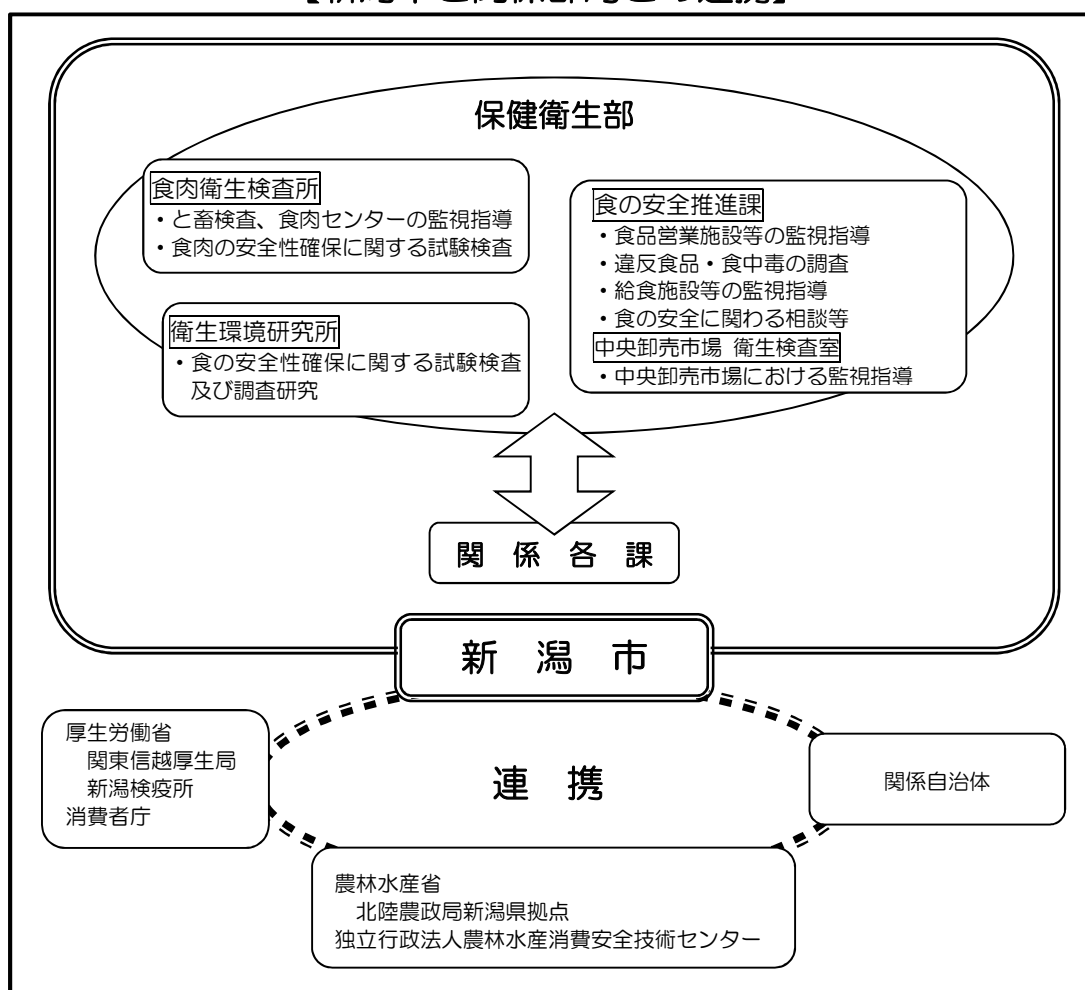 保健衛生部
食肉衛生検査所
・と畜検査、食肉センターの監視指導
・食肉の安全性確保に関する試験検査
衛生環境研究所
・食の安全性確保に関する試験検査
及び調査研究
食の安全推進課
・食品営業施設等の監視指導
・違反食品・食中毒の調査
・給食施設等の監視指導
・食の安全に関わる相談等
中央卸売市場 衛生検査室
・中央卸売市場における監視指導
関 係 各 課
新 潟 市
厚生労働省
関東信越厚生局
新潟検疫所
消費者庁
連 携
関係自治体
農林水産省
北陸農政局新潟県拠点
独立行政法人農林水産消費安全技術センター